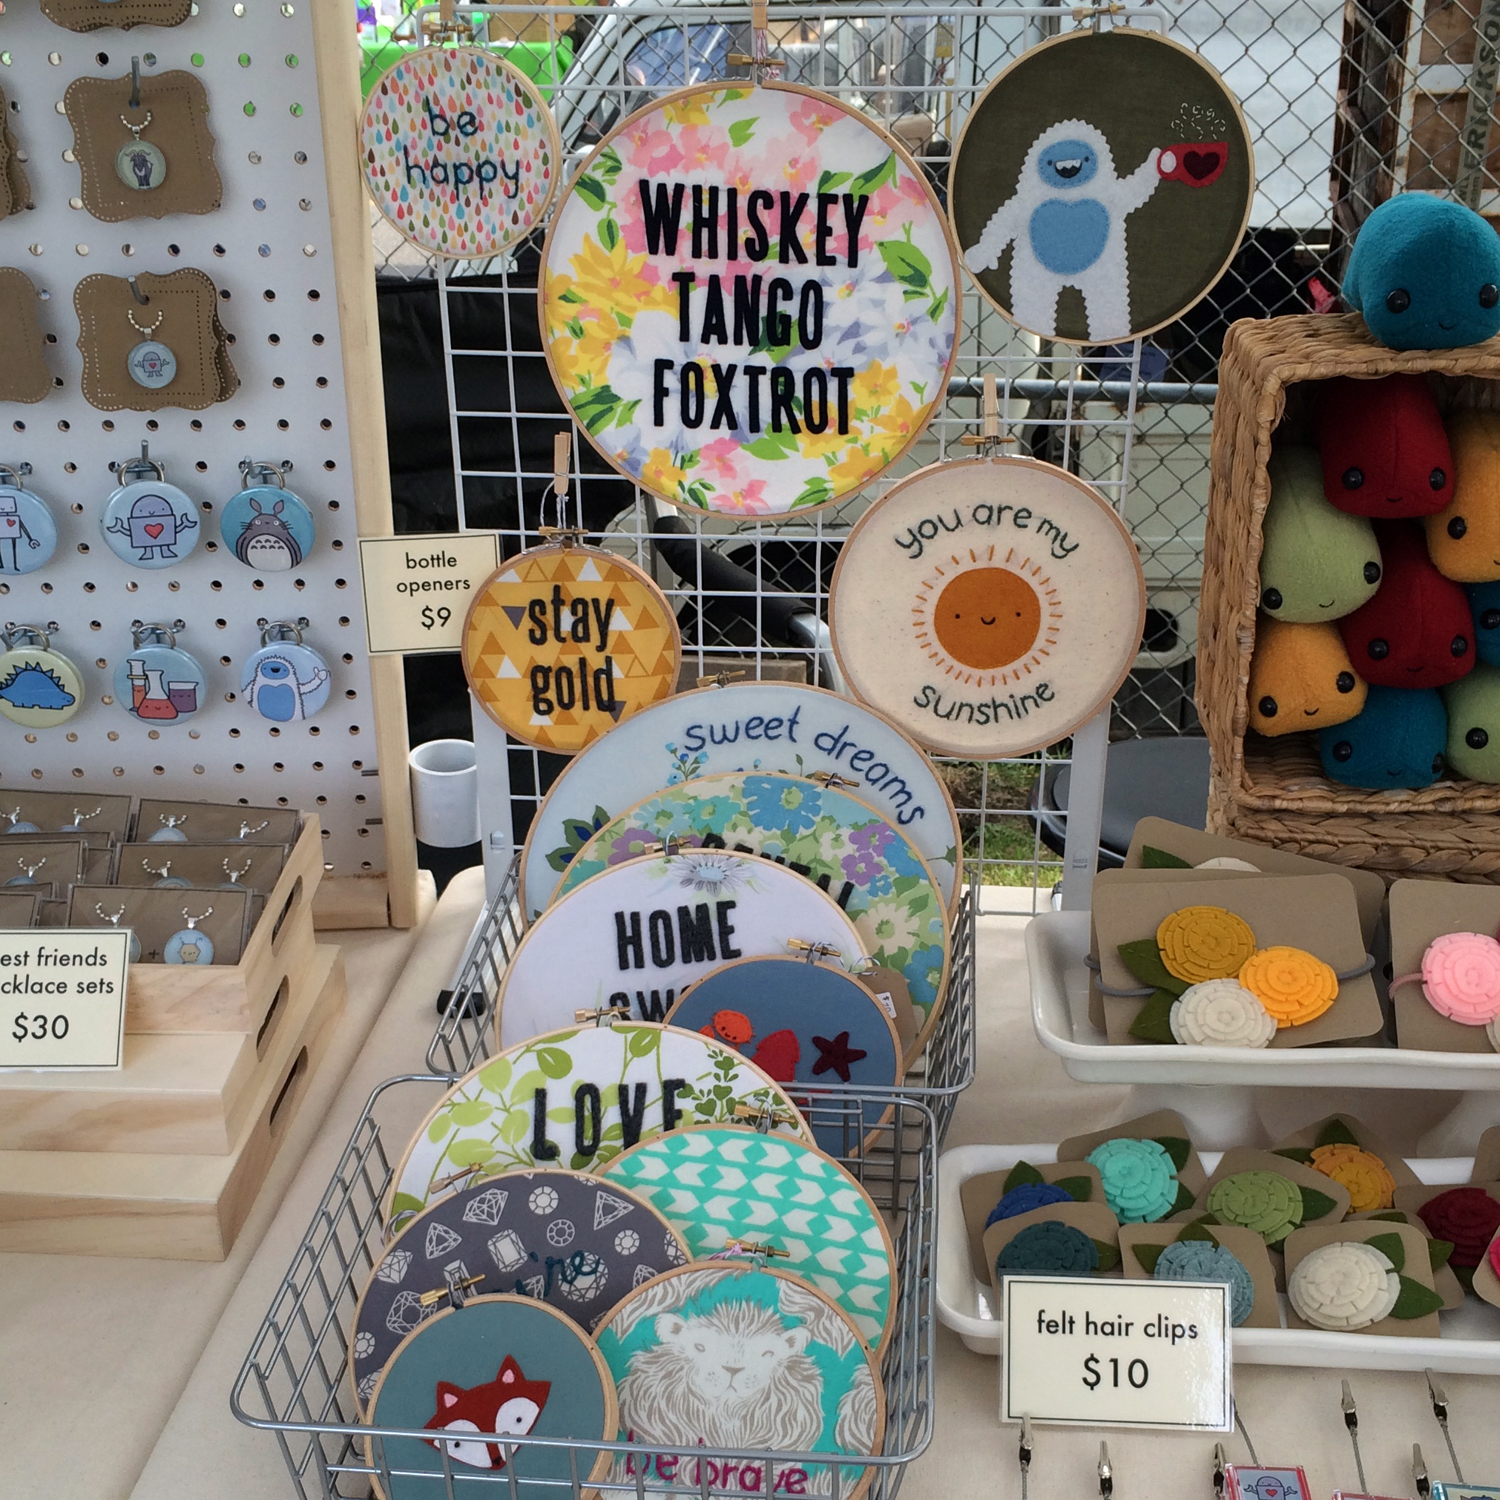 be
happy
WHISKEY
TANGO
FOXTROT
ERICKSON
bottle
openers
$9
stay
gold
you are my
sunshine
sweet dreams
HOME
est friends
cklace sets
$30
LOVE
felt hair clips
$10
be brave